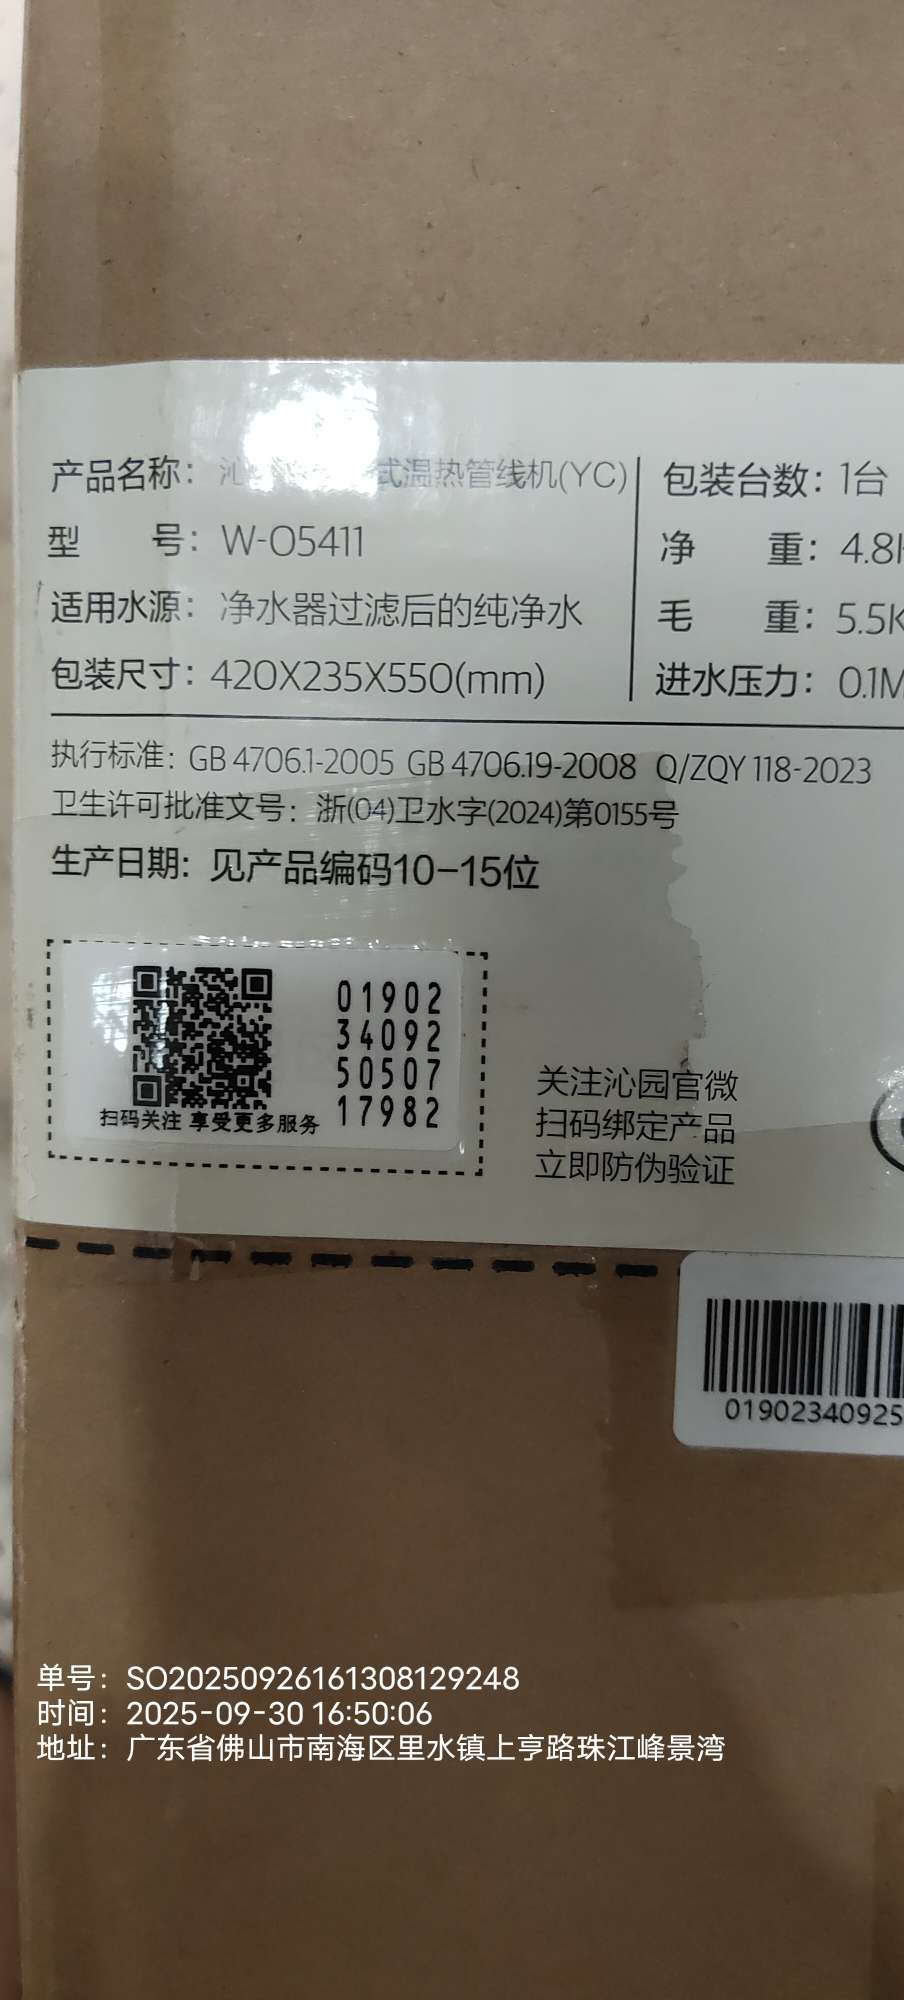 产品名称： 沁 式温热管线机(YC)
型 号： W-O5411
适用水源： 净水器过滤后的纯净水
包装尺寸： 420X235X550(mm)
包装台数： 1台
净 重： 4.8
毛 重： 5.5K
进水压力： 0.1M
执行标准： GB 4706.1-2005 GB 4706.19-2008 Q/ZQY 118-2023
卫生许可批准文号： 浙(04)卫水字(2024)第0155号
生产日期： 见产品编码10-15位
01902
34092
50507
17982
扫码关注 享受更多服务
关注沁园官微
扫码绑定产品
立即防伪验证
01902340925
单号：SO20250926161308129248
时间：2025-09-30 16:50:06
地址：广东省佛山市南海区里水镇上亨路珠江峰景湾